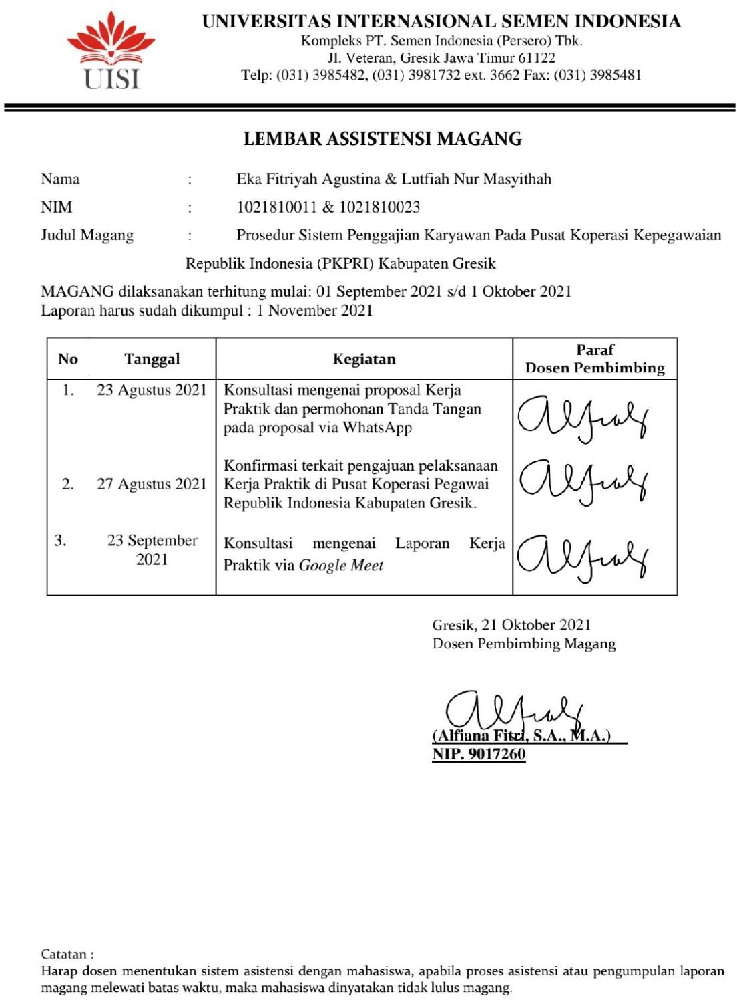 UNIVERSITAS INTERNASIONAL SEMEN INDONESIA
Kompleks PT. Semen Indonesia (Persero) Tbk.
Jl. Veteran, Gresik Jawa Timur 61122
Telp: (031) 3985482, (031) 3981732 ext. 3662 Fax: (031) 3985481
UISI
LEMBAR ASSISTENSI MAGANG
Nama : Eka Fitriyah Agustina & Lutfiah Nur Masyithah
NIM : 1021810011 & 1021810023
Judul Magang : Prosedur Sistem Penggajian Karyawan Pada Pusat Koperasi Kepegawaian
Republik Indonesia (PKPRI) Kabupaten Gresik
MAGANG dilaksanakan terhitung mulai: 01 September 2021 s/d 1 Oktober 2021
Laporan harus sudah dikumpul : 1 November 2021
No Tanggal Kegiatan Paraf
Dosen Pembimbing
1. 23 Agustus 2021 Konsultasi mengenai proposal Kerja
Praktik dan permohonan Tanda Tangan
pada proposal via WhatsApp
Konfirmasi terkait pengajuan pelaksanaan
2. 27 Agustus 2021 Kerja Praktik di Pusat Koperasi Pegawai
Republik Indonesia Kabupaten Gresik.
3. 23 September
2021
Konsultasi mengenai Laporan Kerja
Praktik via Google Meet
Gresik, 21 Oktober 2021
Dosen Pembimbing Magang
(Alfiana Fitri, S.A., M.A.)
NIP. 9017260
Catatan :
Harap dosen menentukan sistem asistensi dengan mahasiswa, apabila proses asistensi atau pengumpulan laporan
magang melewati batas waktu, maka mahasiswa dinyatakan tidak lulus magang.